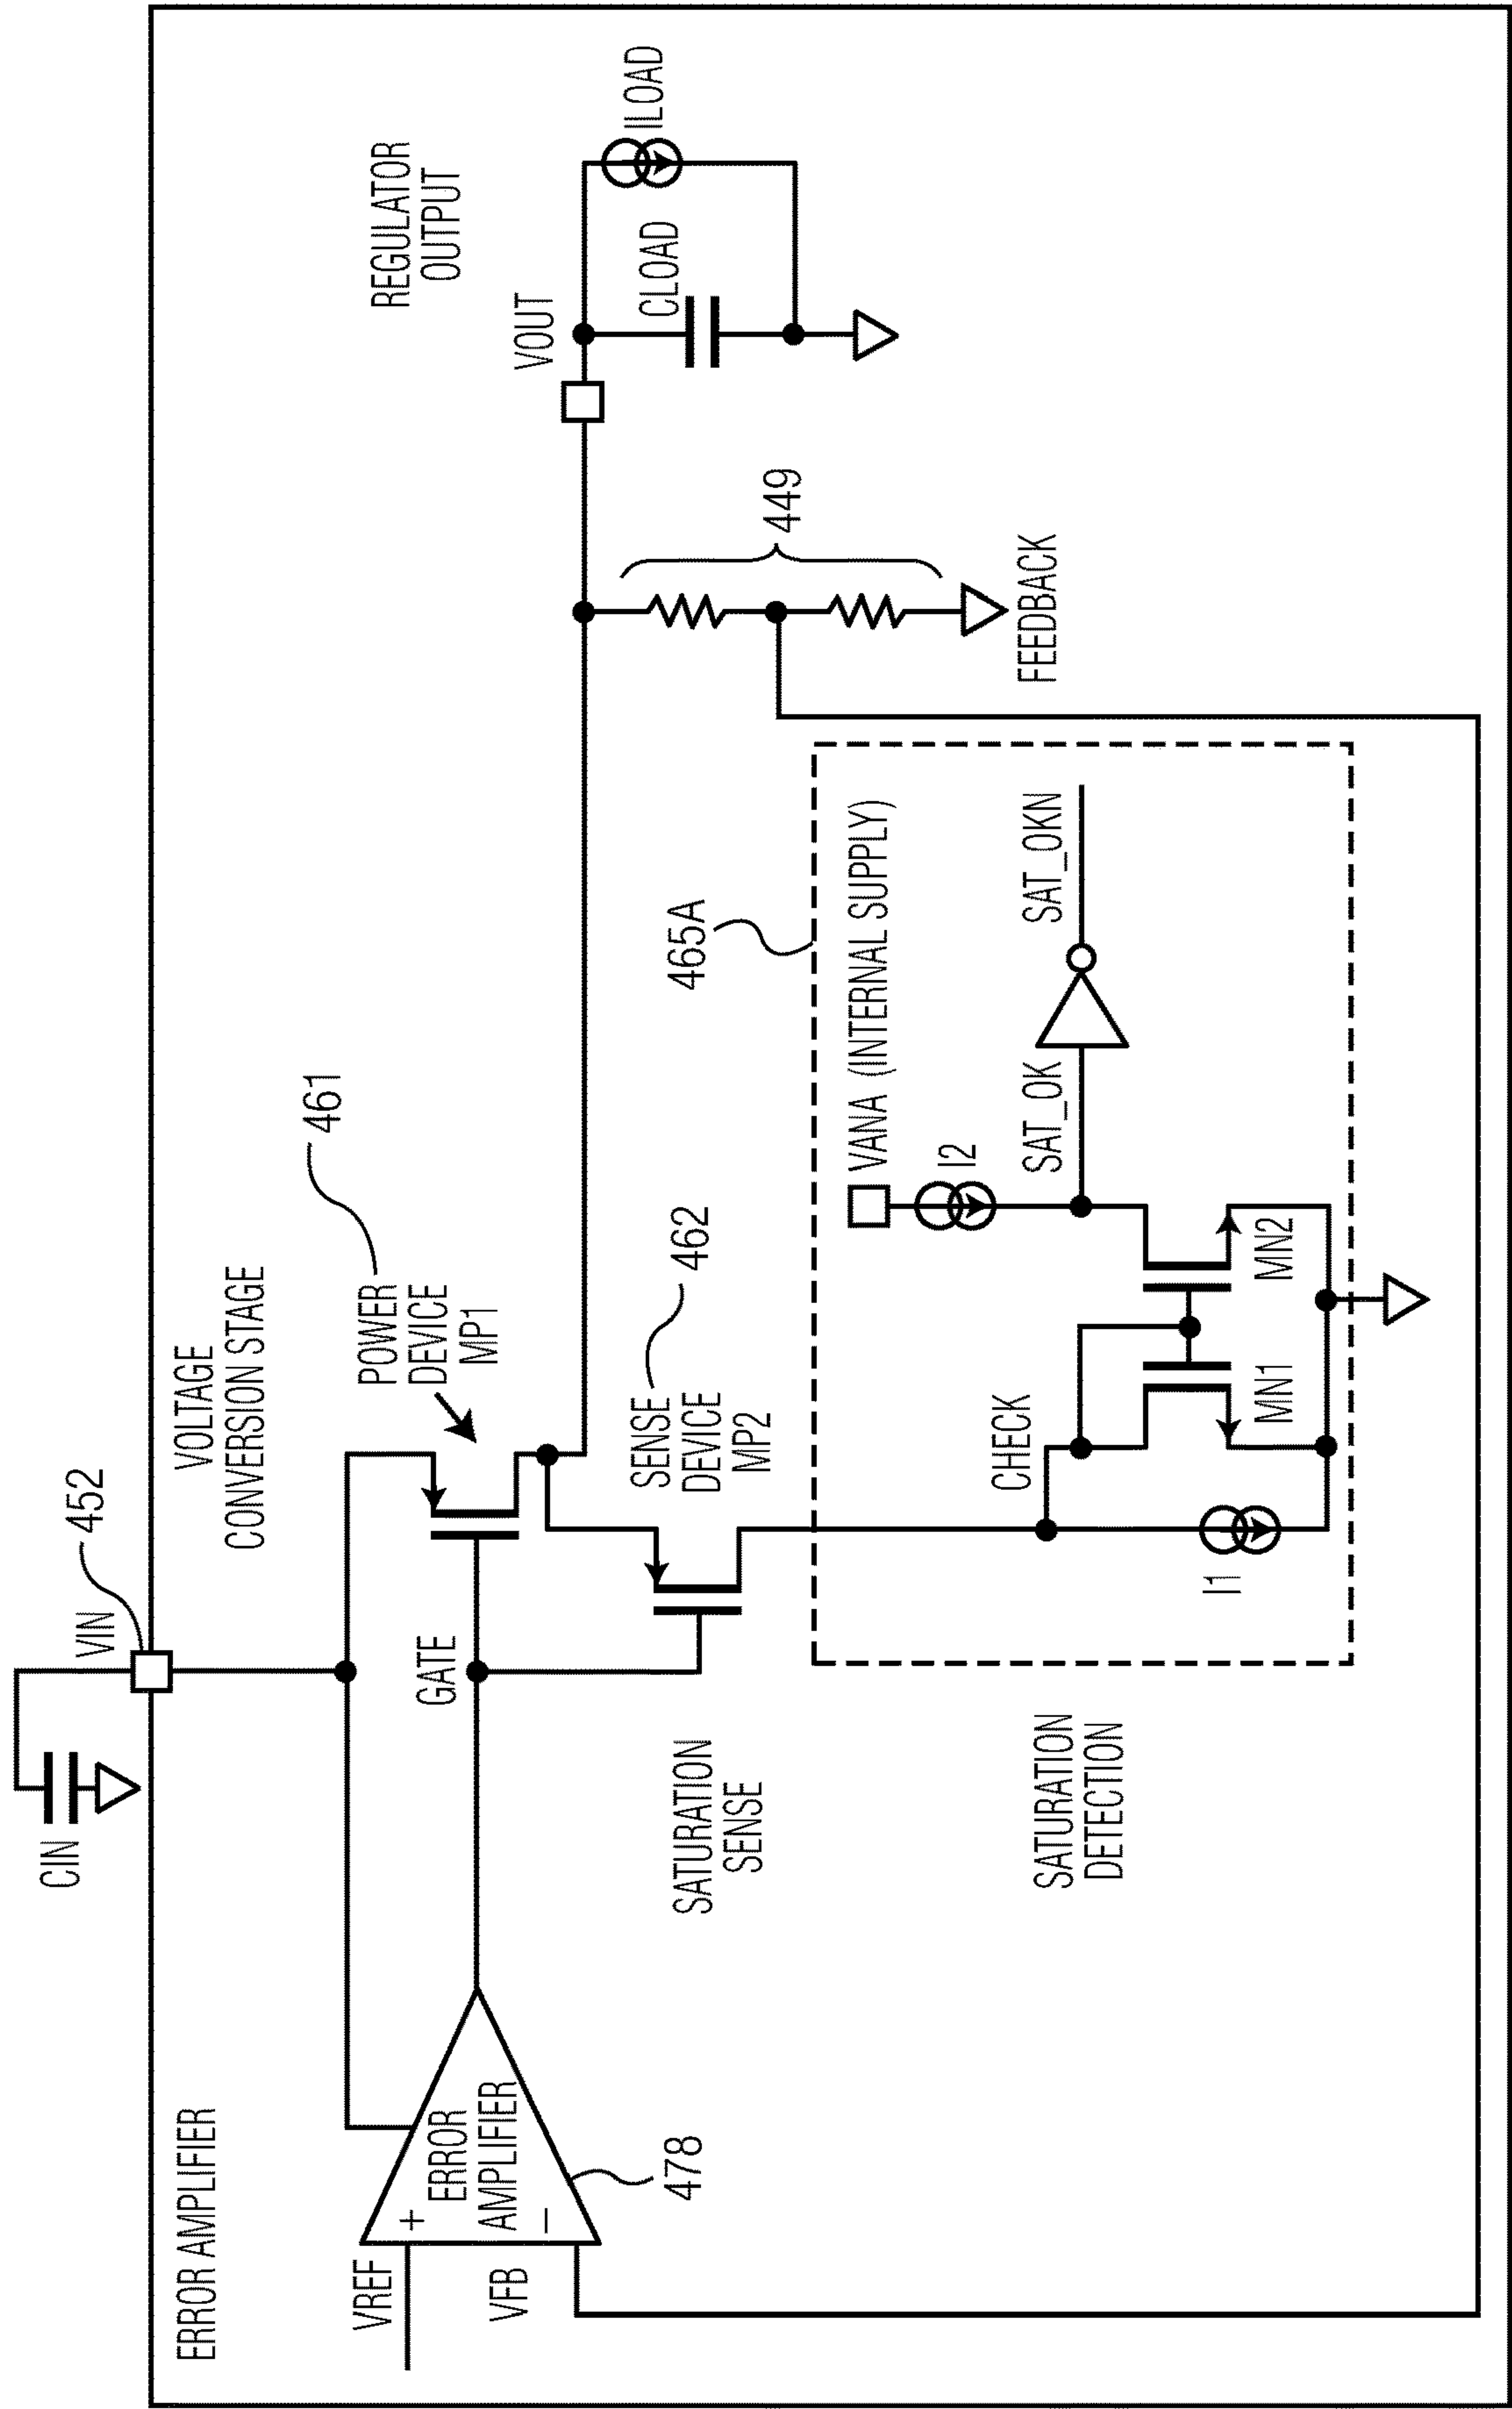 CIN
VIN
452
ERROR AMPLIFIER
VOLTAGE
CONVERSION STAGE
461
POWER
DEVICE
MP1
REGULATOR
OUTPUT
VREF
+
ERROR
AMPLIFIER
−
VFB
478
GATE
VOUT
ILOAD
CLOAD
SATURATION
SENSE
SENSE
DEVICE
MP2
462
449
465A
FEEDBACK
SATURATION
DETECTION
VANA (INTERNAL SUPPLY)
I2
CHECK
SAT_OK
SAT_OKN
I1
MN1
MN2